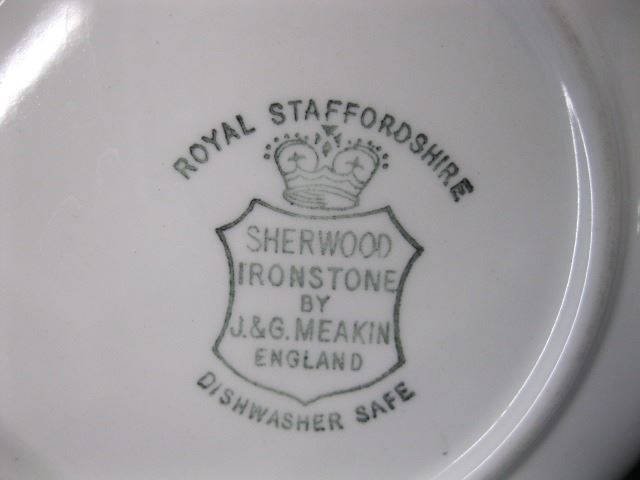 ROYAL STAFFORDSHIRE
SHERWOOD
IRONSTONE
BY
J.&G. MEAKIN
ENGLAND
DISHWASHER SAFE